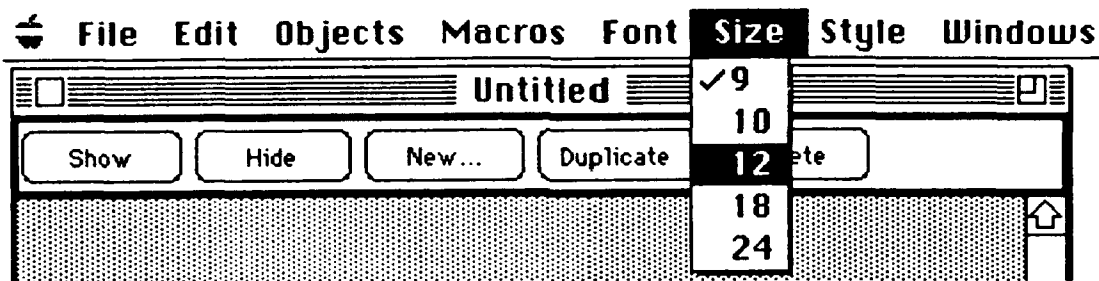 File Edit Objects Macros Font Size Style Windows
Untitled
✓9
10
12
18
24
Show Hide New... Duplicate ete